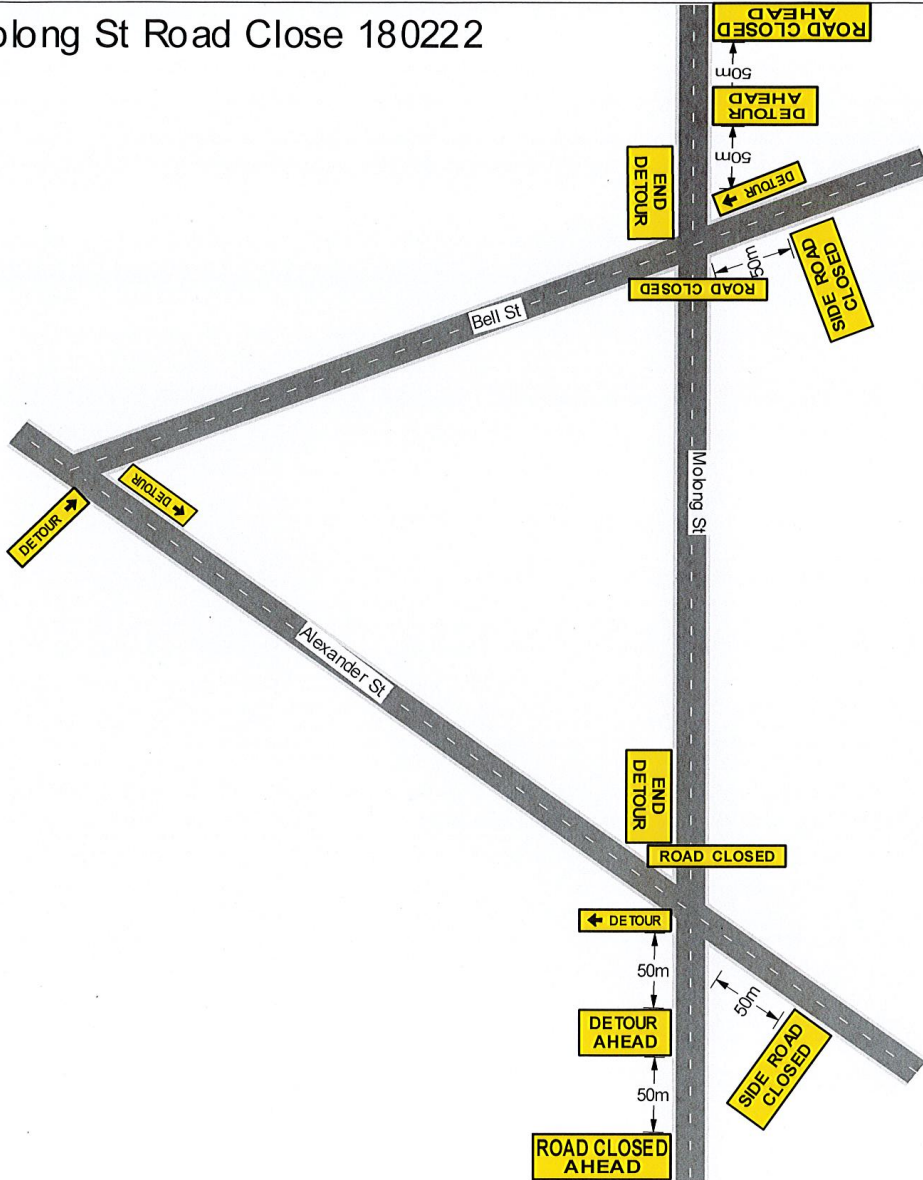 olong St Road Close 180222
ROAD CLOSED
AHEAD
50m
DETOUR
AHEAD
50m
END
DETOUR
DETOUR
SIDE ROAD
CLOSED
50m
ROAD CLOSED
Bell St
Molong St
DETOUR
DETOUR
Alexander St
END
DETOUR
ROAD CLOSED
DETOUR
50m
50m
DETOUR
AHEAD
SIDE ROAD
CLOSED
50m
ROAD CLOSED
AHEAD